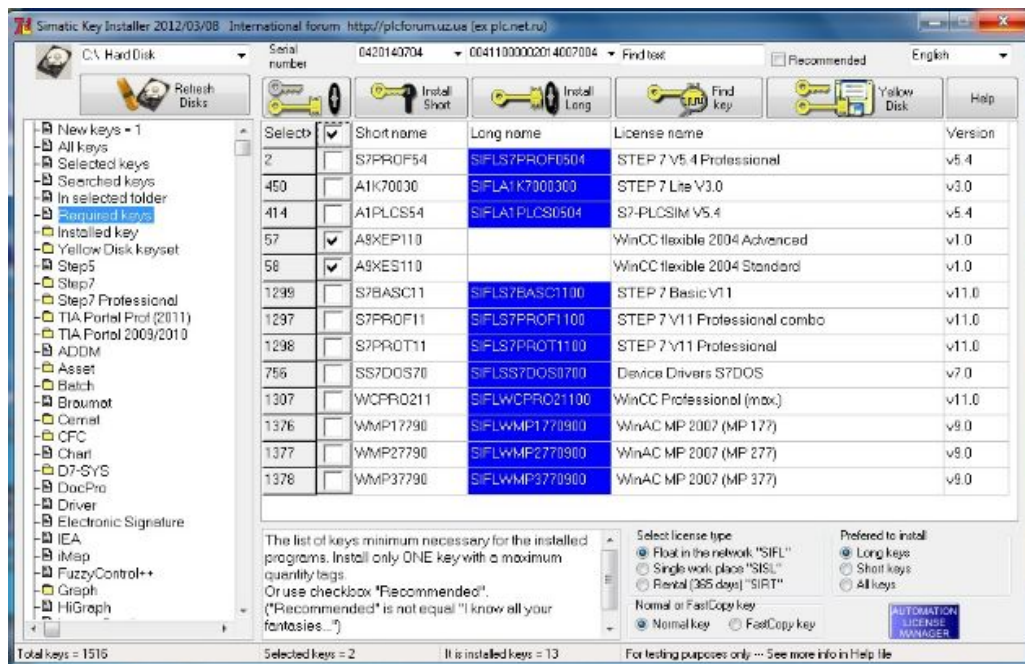 Simatic Key Installer 2012/03/08 International forum http://plcforum.uz.ua (ex plc.net.ru)
C:\ Hard Disk
Serial number
0420140704
00411000002014007004
Find text
Recommended
English
Refresh Disks
Install Short
Install Long
Find key
Yellow Disk
Help
New keys = 1
All keys
Selected keys
Searched keys
In selected folder
Required keys
Installed key
Yellow Disk keyset
Step5
Step7
Step7 Professional
TIA Portal Prof (2011)
TIA Portal 2009/2010
ADDM
Asset
Batch
Braumat
Cemat
CFC
Chart
D7-SYS
DocPro
Driver
Electronic Signature
IEA
iMap
FuzzyControl++
Graph
HiGraph
Select> Short name Long name License name Version
2 S7PROF54 SIFLS7PROF0504 STEP 7 V5.4 Professional v5.4
450 A1K70030 SIFLA1K7000300 STEP 7 Lite V3.0 v3.0
414 A1PLCS54 SIFLA1PLCS0504 S7-PLCSIM V5.4 v5.4
57 A9XEP110 WinCC flexible 2004 Advanced v1.0
58 A9XES110 WinCC flexible 2004 Standard v1.0
1299 S7BASC11 SIFLS7BASC1100 STEP 7 Basic V11 v11.0
1297 S7PROF11 SIFLS7PROF1100 STEP 7 V11 Professional combo v11.0
1298 S7PROT11 SIFLS7PROT1100 STEP 7 V11 Professional v11.0
756 SS7DOS70 SIFLSS7DOS0700 Device Drivers S7DOS v7.0
1307 WCPRO211 SIFLWCPRO21100 WinCC Professional (max.) v11.0
1376 WMP17790 SIFLWMP1770900 WinAC MP 2007 (MP 177) v9.0
1377 WMP27790 SIFLWMP2770900 WinAC MP 2007 (MP 277) v9.0
1378 WMP37790 SIFLWMP3770900 WinAC MP 2007 (MP 377) v9.0
The list of keys minimum necessary for the installed
programs. Install only ONE key with a maximum
quantity tags.
Or use checkbox "Recommended".
("Recommended" is not equal "I know all your
fantasies...")
Select license type
Float in the network "SIFL"
Single work place "SISL"
Rental (365 days) "SIRT"
Normal or FastCopy key
Normal key FastCopy key
Prefered to install
Long keys
Short keys
All keys
AUTOMATION
LICENSE
MANAGER
Total keys = 1516 Selected keys = 2 It is installed keys = 13 For testing purposes only --- See more info in Help file